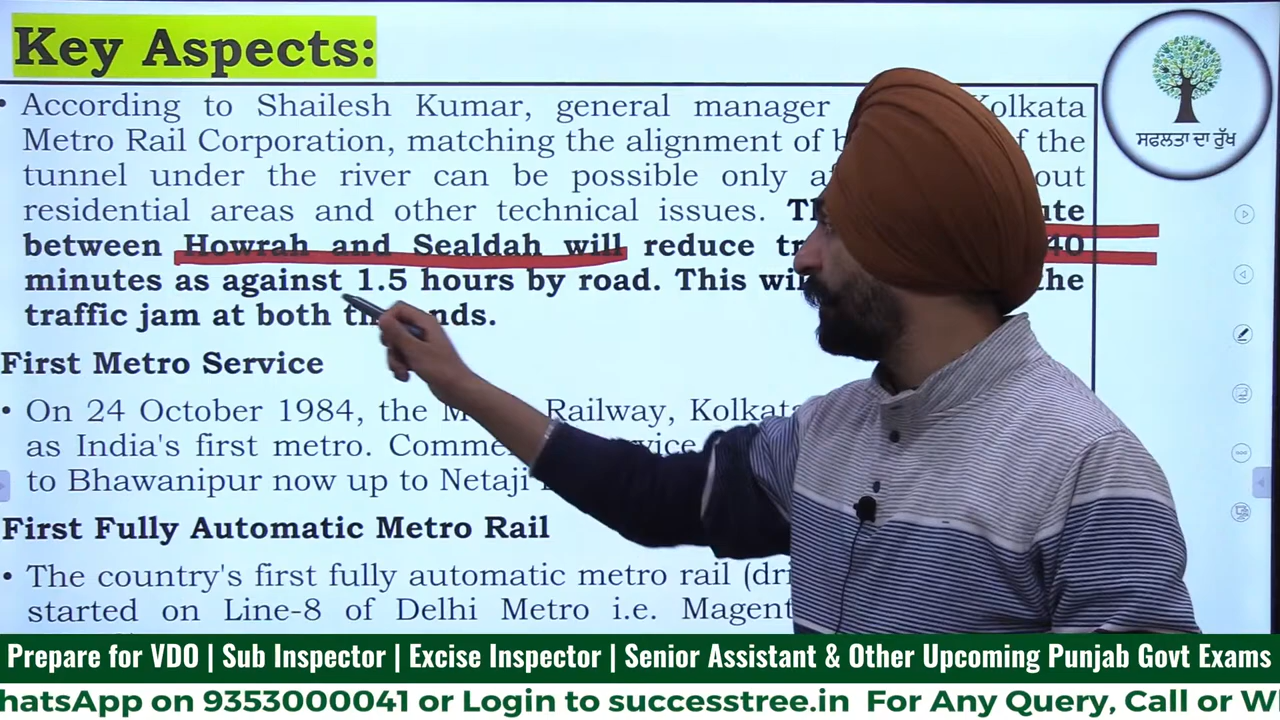 Key Aspects:
• According to Shailesh Kumar, general manager Kolkata
Metro Rail Corporation, matching the alignment of of the
tunnel under the river can be possible only out
residential areas and other technical issues.
between Howrah and Sealdah will reduce 40
minutes as against 1.5 hours by road. This the
traffic jam at both
First Metro Service
• On 24 October 1984, the Railway, Kolkata
as India's first metro.
to Bhawanipur now up to Netaji
First Fully Automatic Metro Rail
• The country's first fully automatic metro rail
started on Line-8 of Delhi Metro i.e.
ਸਫਲਤਾ ਦਾ ਰੁੱਖ
Prepare for VDO | Sub Inspector | Excise Inspector | Senior Assistant & Other Upcoming Punjab Govt Exams
hatsApp on 9353000041 or Login to successtree.in For Any Query, Call or W